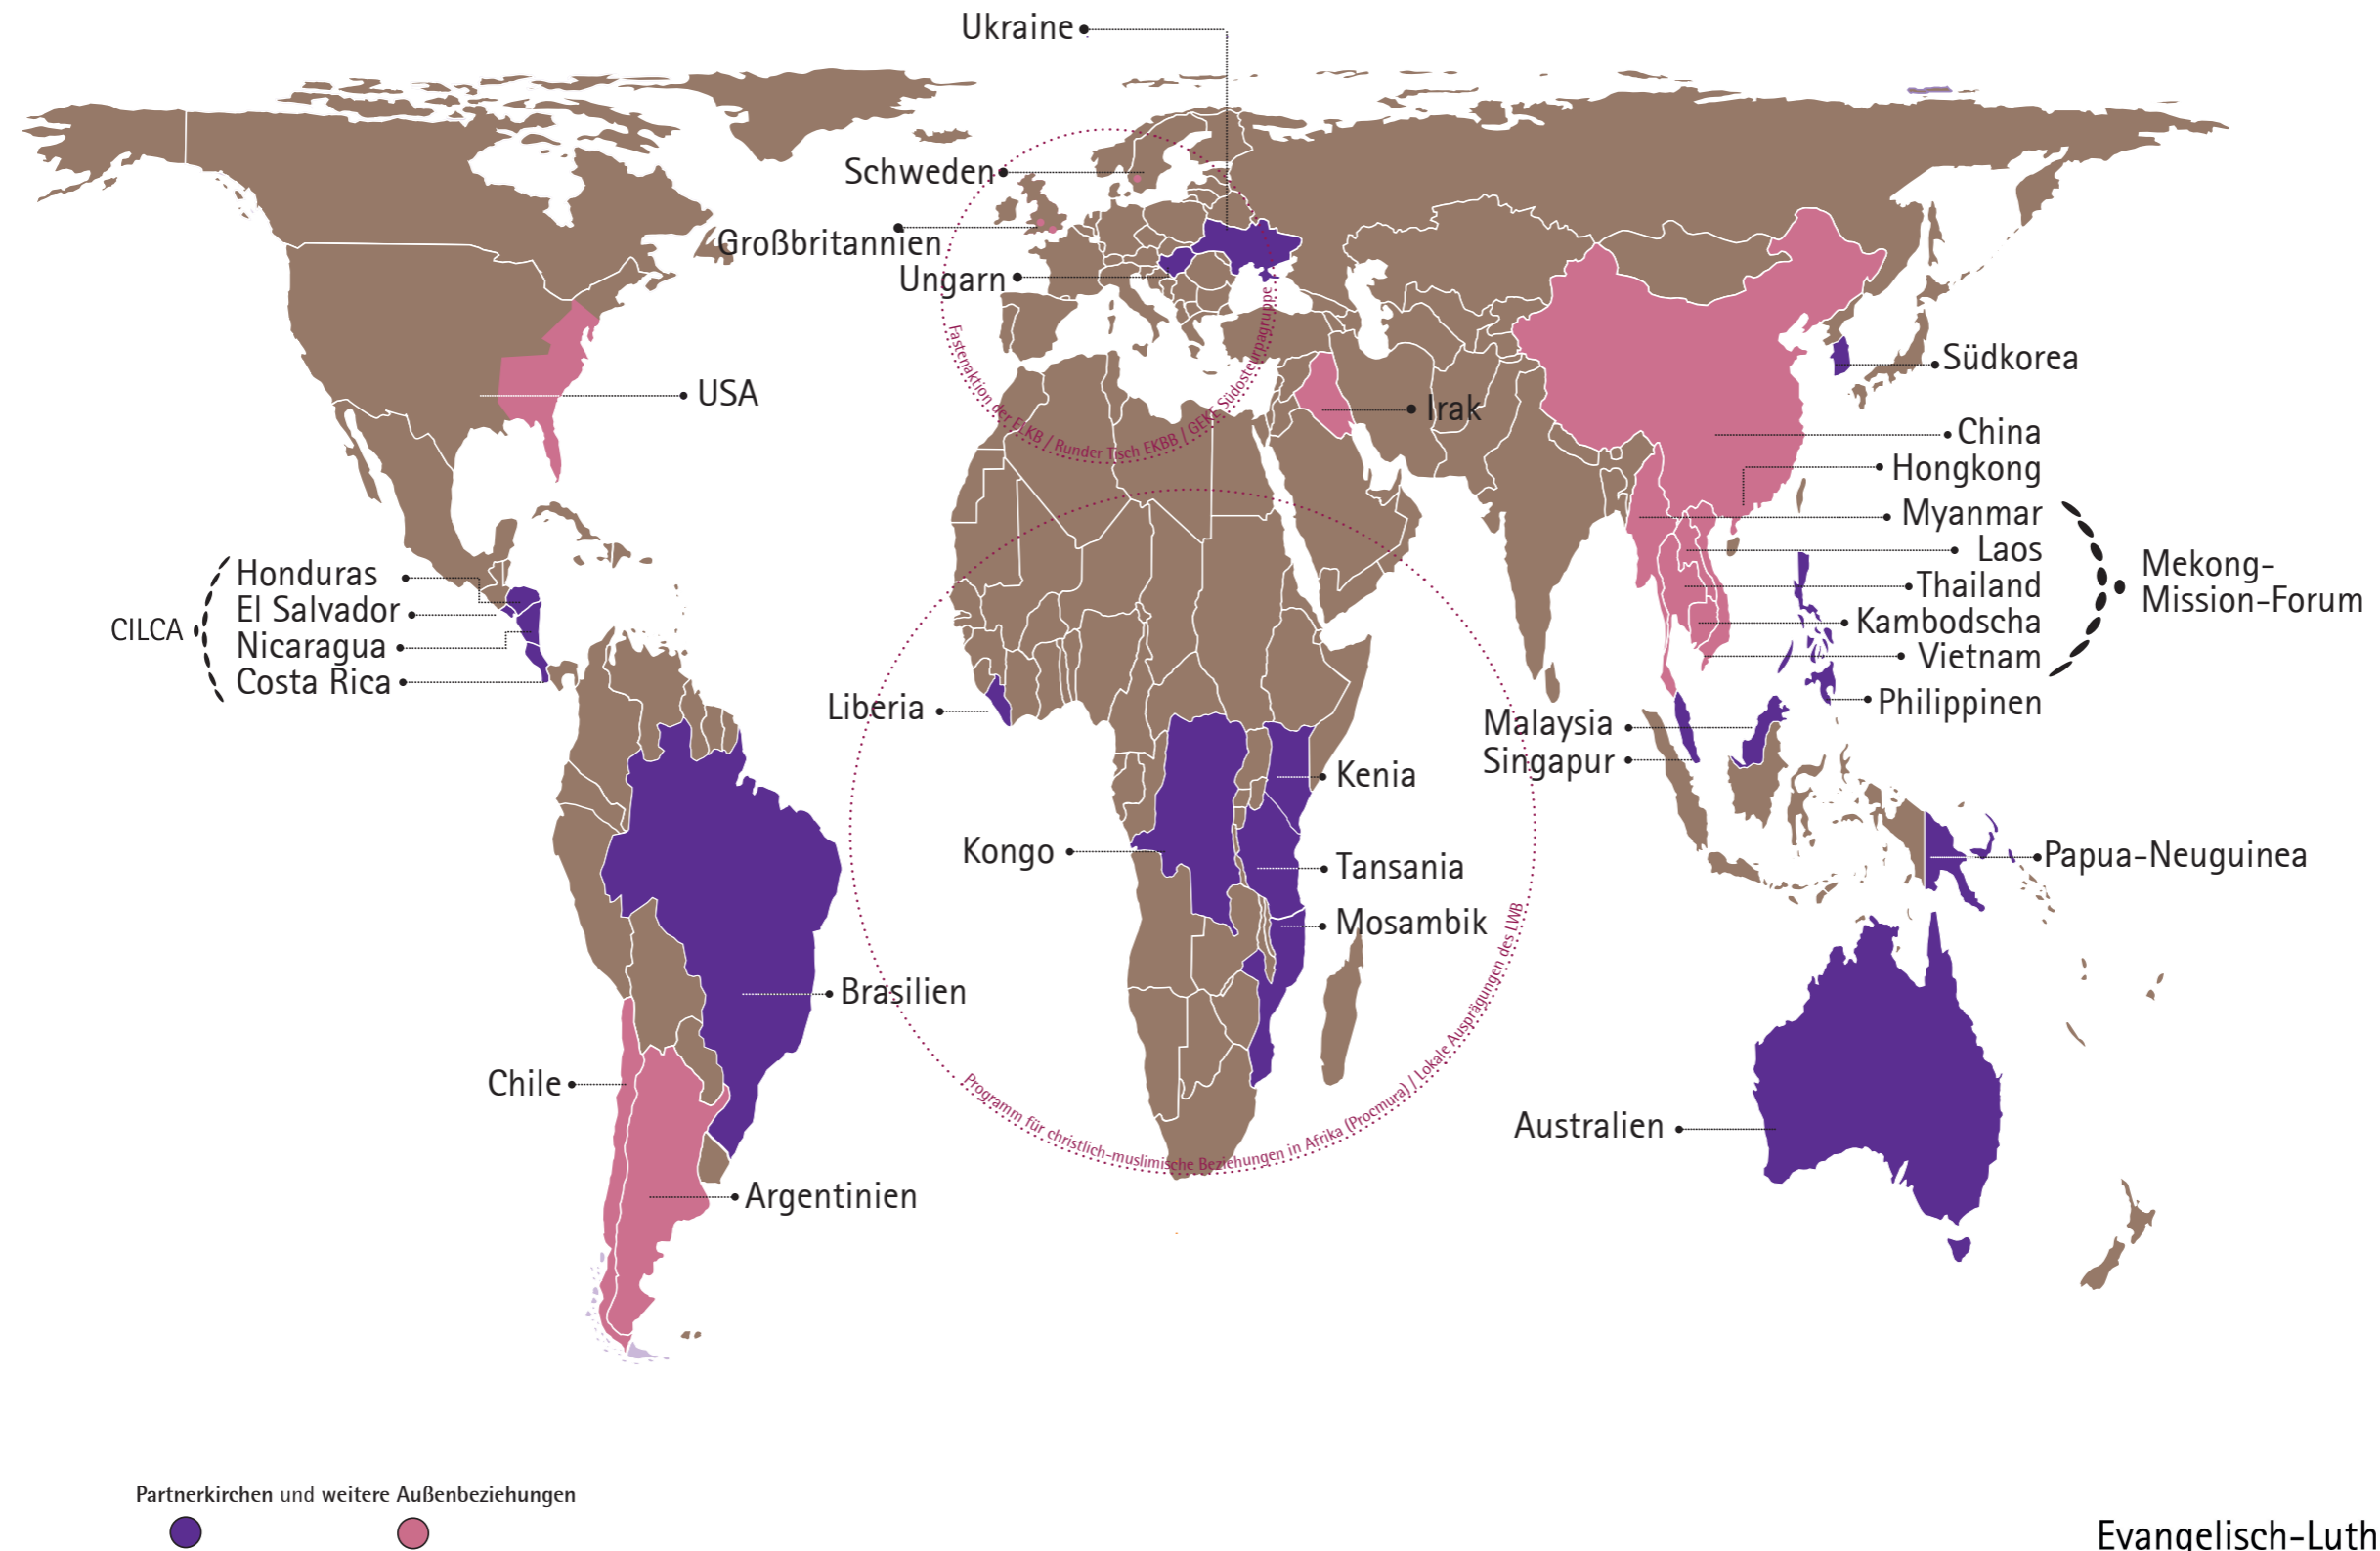 Ukraine
Schweden
Großbritannien
Ungarn
Fastenaktion der ELKB / Runder Tisch EKBB / GEKE Südosteurpagruppe
USA
Irak
Südkorea
China
Hongkong
Myanmar
Laos
Thailand
Kambodscha
Vietnam
Mekong-
Mission-Forum
Philippinen
Honduras
El Salvador
Nicaragua
Costa Rica
CILCA
Liberia
Malaysia
Singapur
Kenia
Kongo
Tansania
Mosambik
Papua-Neuguinea
Brasilien
Programm für christlich-muslimische Beziehungen in Afrika (Procmura) / Lokale Ausprägungen des LWB
Chile
Australien
Argentinien
Partnerkirchen und weitere Außenbeziehungen
Evangelisch-Luth